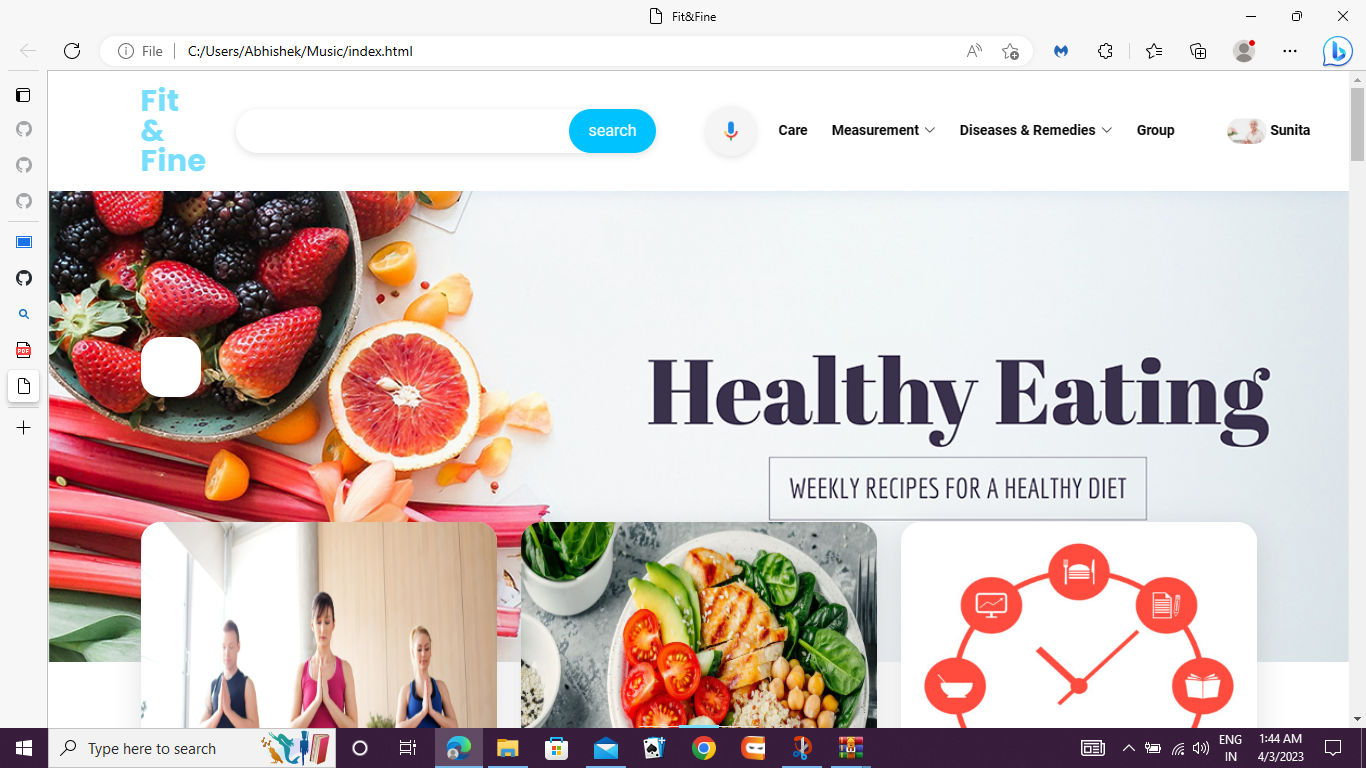 Fit&Fine
File
C:/Users/Abhishek/Music/index.html
Fit
&
Fine
search
Care
Measurement
Diseases & Remedies
Group
Sunita
Healthy Eating
WEEKLY RECIPES FOR A HEALTHY DIET
PDF
Type here to search
ENG
IN
1:44 AM
4/3/2023